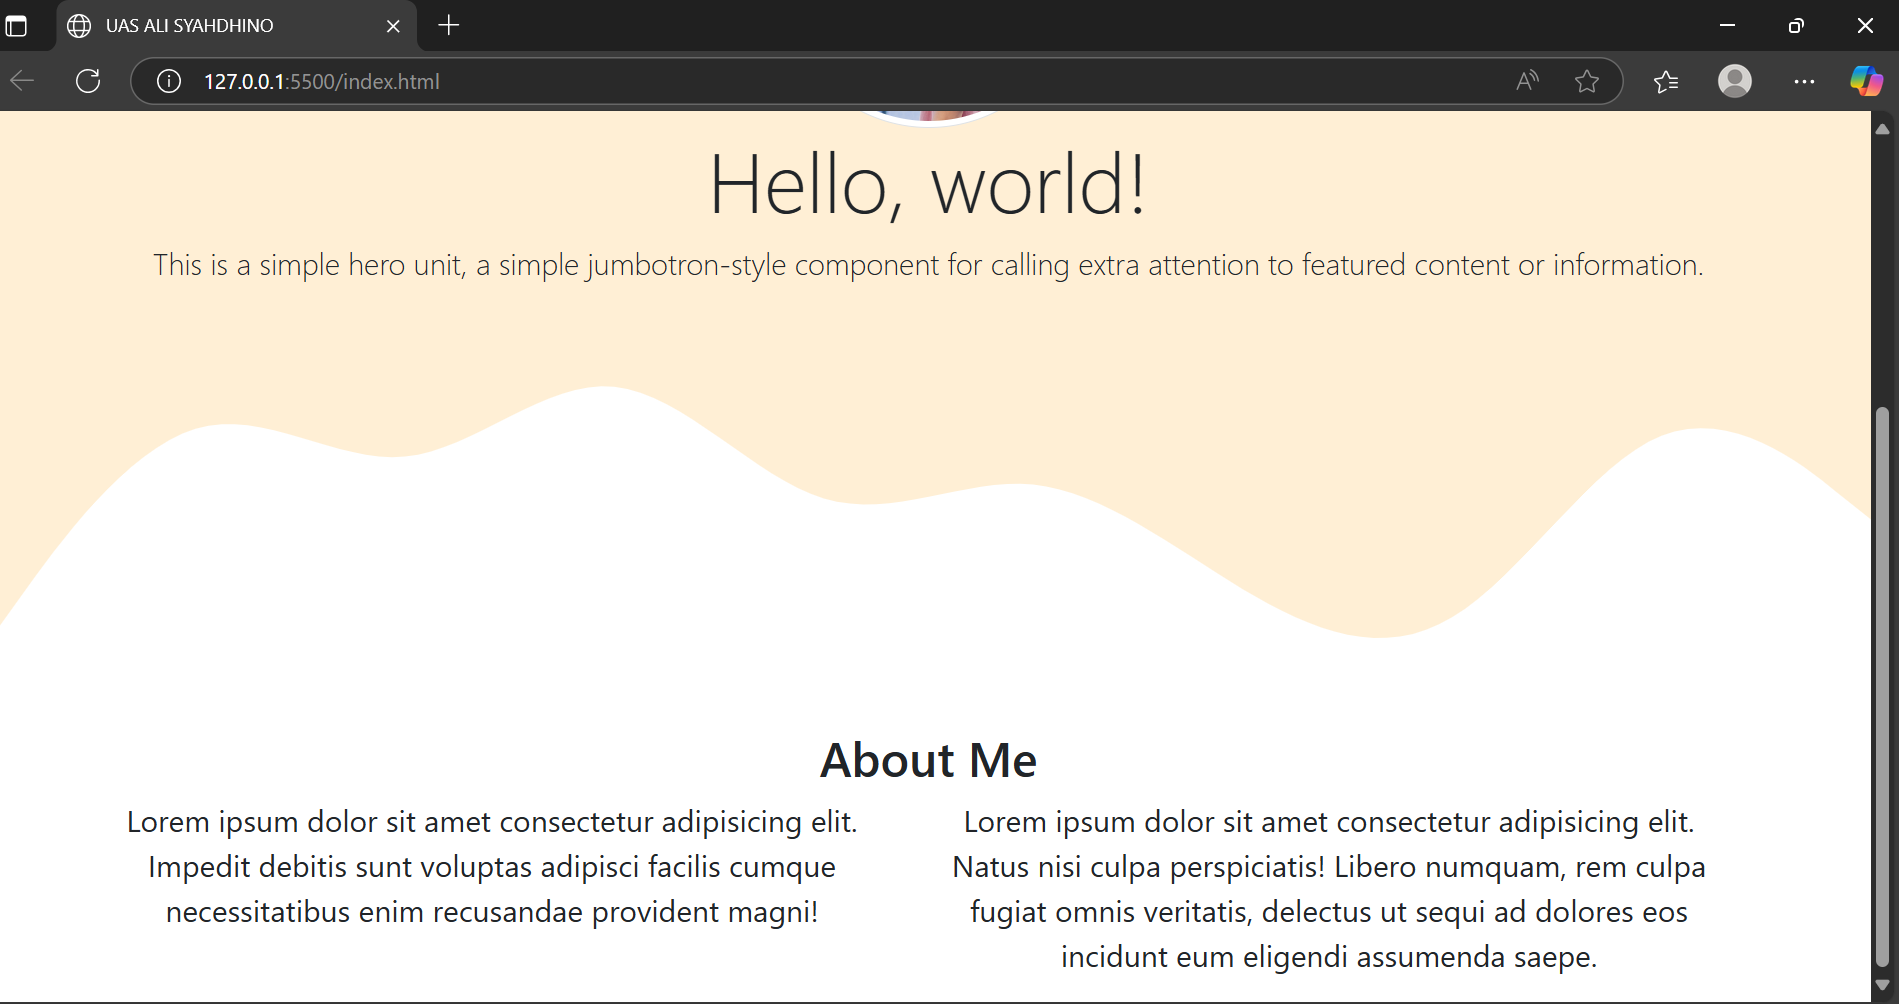 UAS ALI SYAHDHINO
127.0.0.1:5500/index.html
Hello, world!
This is a simple hero unit, a simple jumbotron-style component for calling extra attention to featured content or information.
About Me
Lorem ipsum dolor sit amet consectetur adipisicing elit.
Impedit debitis sunt voluptas adipisci facilis cumque
necessitatibus enim recusandae provident magni!
Lorem ipsum dolor sit amet consectetur adipisicing elit.
Natus nisi culpa perspiciatis! Libero numquam, rem culpa
fugiat omnis veritatis, delectus ut sequi ad dolores eos
incidunt eum eligendi assumenda saepe.